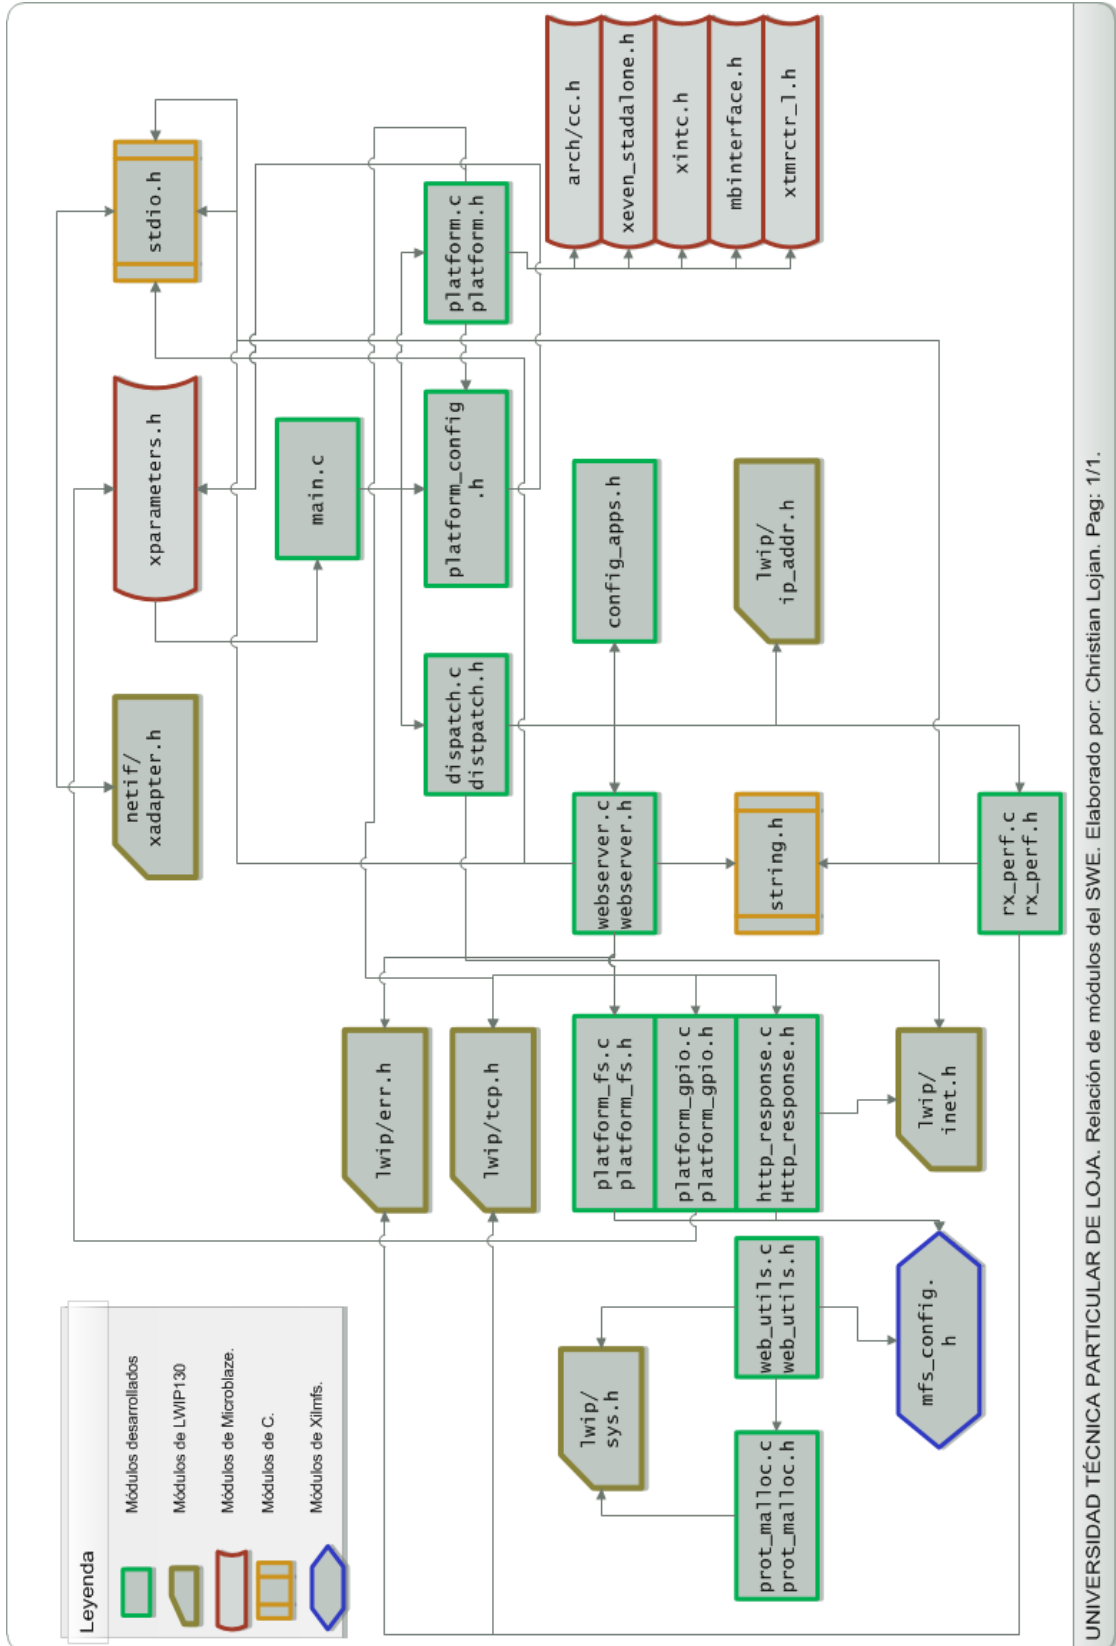 Leyenda
Módulos desarrollados
Módulos de LWIP130
Módulos de Microblaze.
Módulos de C.
Módulos de Xilmfs.
netif/
xadapter.h
xparameters.h
stdio.h
main.c
lwip/err.h
lwip/tcp.h
dispatch.c
distpatch.h
platform_config
.h
platform.c
platform.h
lwip/
sys.h
platform_fs.c
platform_fs.h
platform_gpio.c
platform_gpio.h
http_response.c
Http_response.h
webserver.c
webserver.h
config_apps.h
arch/cc.h
xeven_stadalone.h
xintc.h
mbinterface.h
xtmrctr_l.h
prot_malloc.c
prot_malloc.h
web_utils.c
web_utils.h
string.h
lwip/
ip_addr.h
mfs_config.
h
lwip/
inet.h
rx_perf.c
rx_perf.h
UNIVERSIDAD TÉCNICA PARTICULAR DE LOJA. Relación de módulos del SWE. Elaborado por: Christian Lojan. Pag: 1/1.